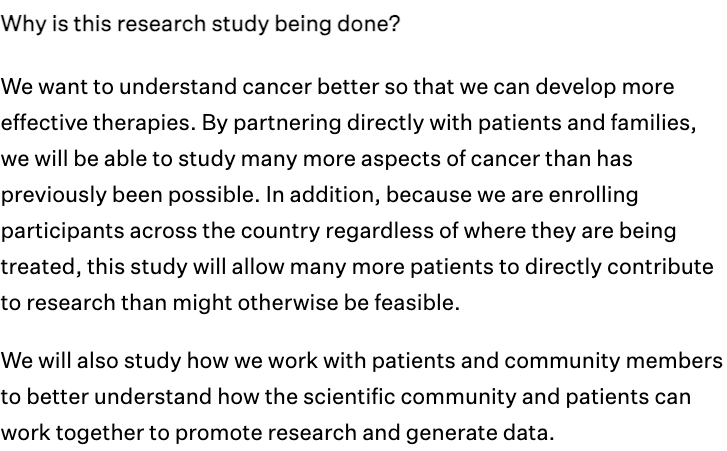 Why is this research study being done?
We want to understand cancer better so that we can develop more
effective therapies. By partnering directly with patients and families,
we will be able to study many more aspects of cancer than has
previously been possible. In addition, because we are enrolling
participants across the country regardless of where they are being
treated, this study will allow many more patients to directly contribute
to research than might otherwise be feasible.
We will also study how we work with patients and community members
to better understand how the scientific community and patients can
work together to promote research and generate data.